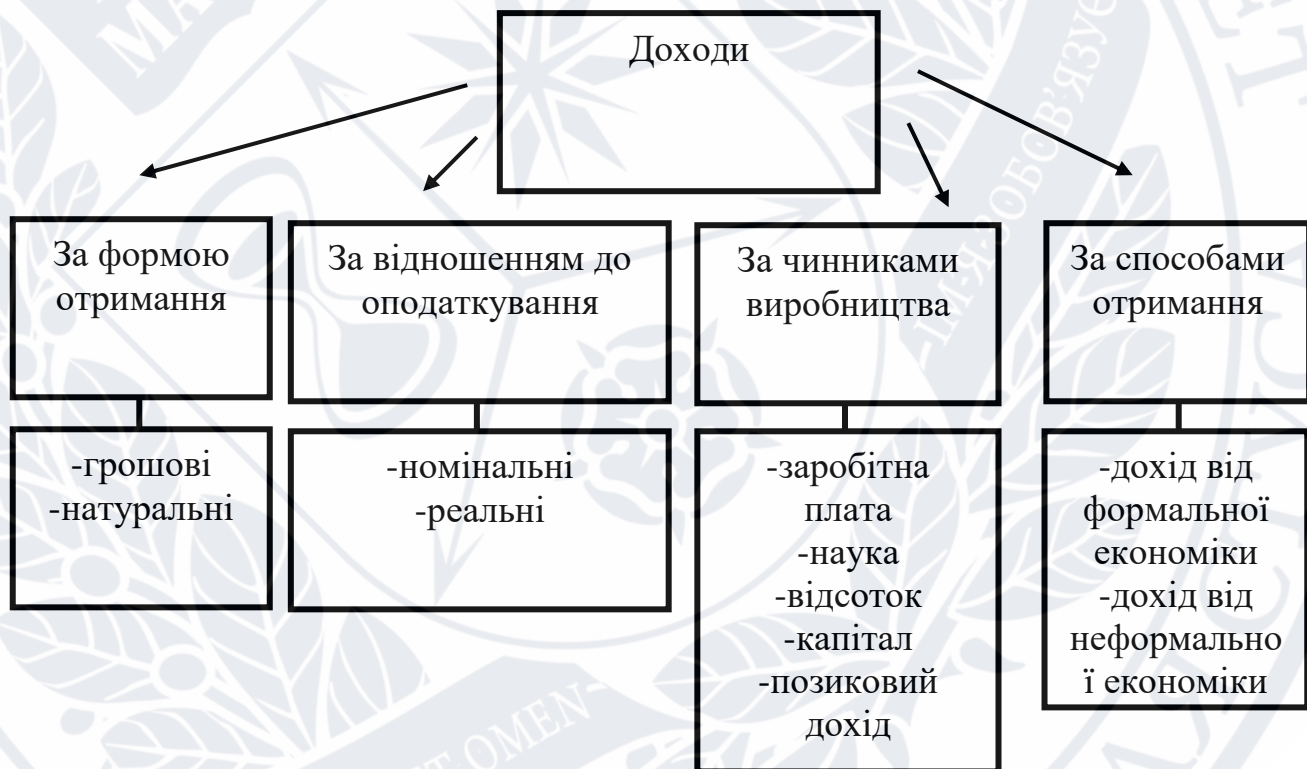 Доходи
За формою
отримання
За відношенням до
оподаткування
За чинниками
виробництва
За способами
отримання
-грошові
-натуральні
-номінальні
-реальні
-заробітна
плата
-наука
-відсоток
-капітал
-позиковий
дохід
-дохід від
формальної
економіки
-дохід від
неформально
ї економіки